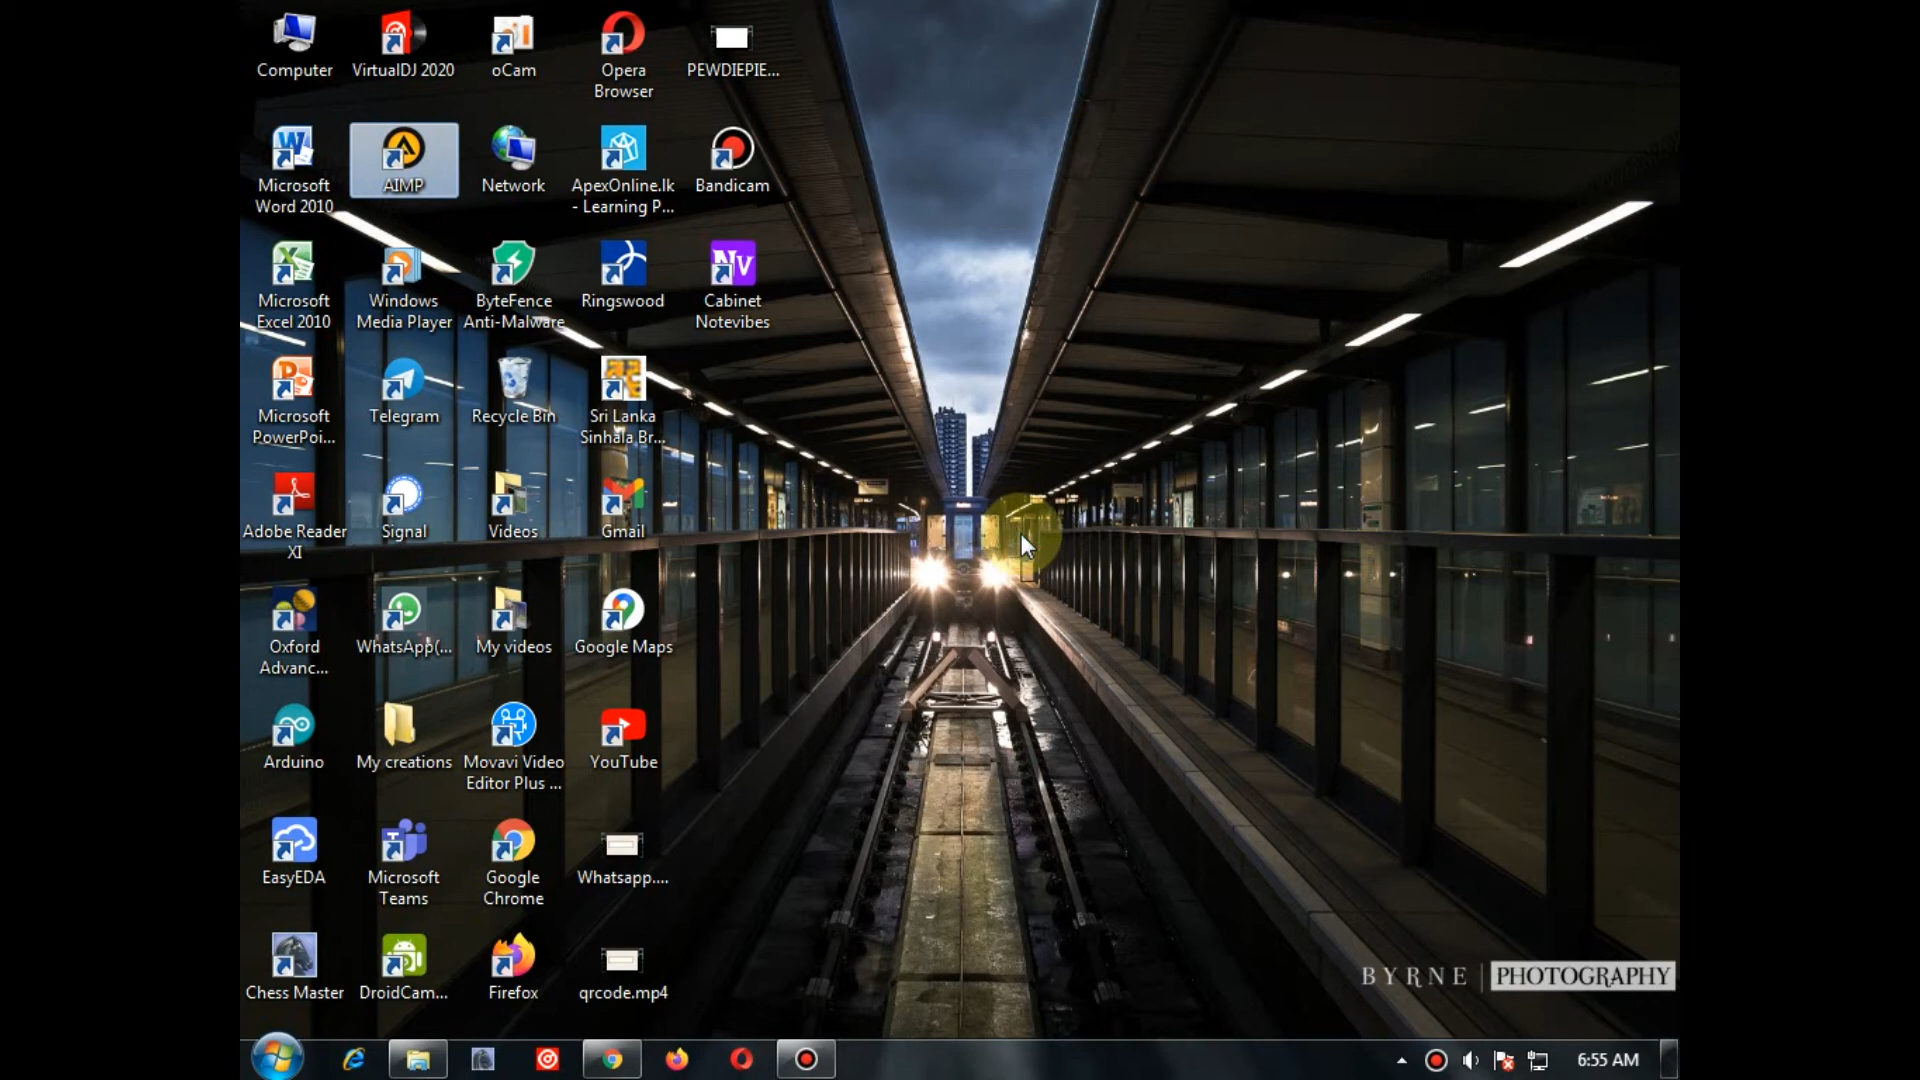 Computer
VirtualDJ 2020
oCam
Opera
Browser
PEWDIEPIE...
Microsoft
Word 2010
AIMP
Network
ApexOnline.lk
- Learning P...
Bandicam
Microsoft
Excel 2010
Windows
Media Player
ByteFence
Anti-Malware
Ringswood
Cabinet
Notevibes
Microsoft
PowerPoi...
Telegram
Recycle Bin
Sri Lanka
Sinhala Br...
Adobe Reader
XI
Signal
Videos
Gmail
Oxford
Advanc...
WhatsApp(...
My videos
Google Maps
Arduino
My creations
Movavi Video
Editor Plus ...
YouTube
EasyEDA
Microsoft
Teams
Google
Chrome
Whatsapp....
Chess Master
DroidCam...
Firefox
qrcode.mp4
BYRNE | PHOTOGRAPHY
6:55 AM